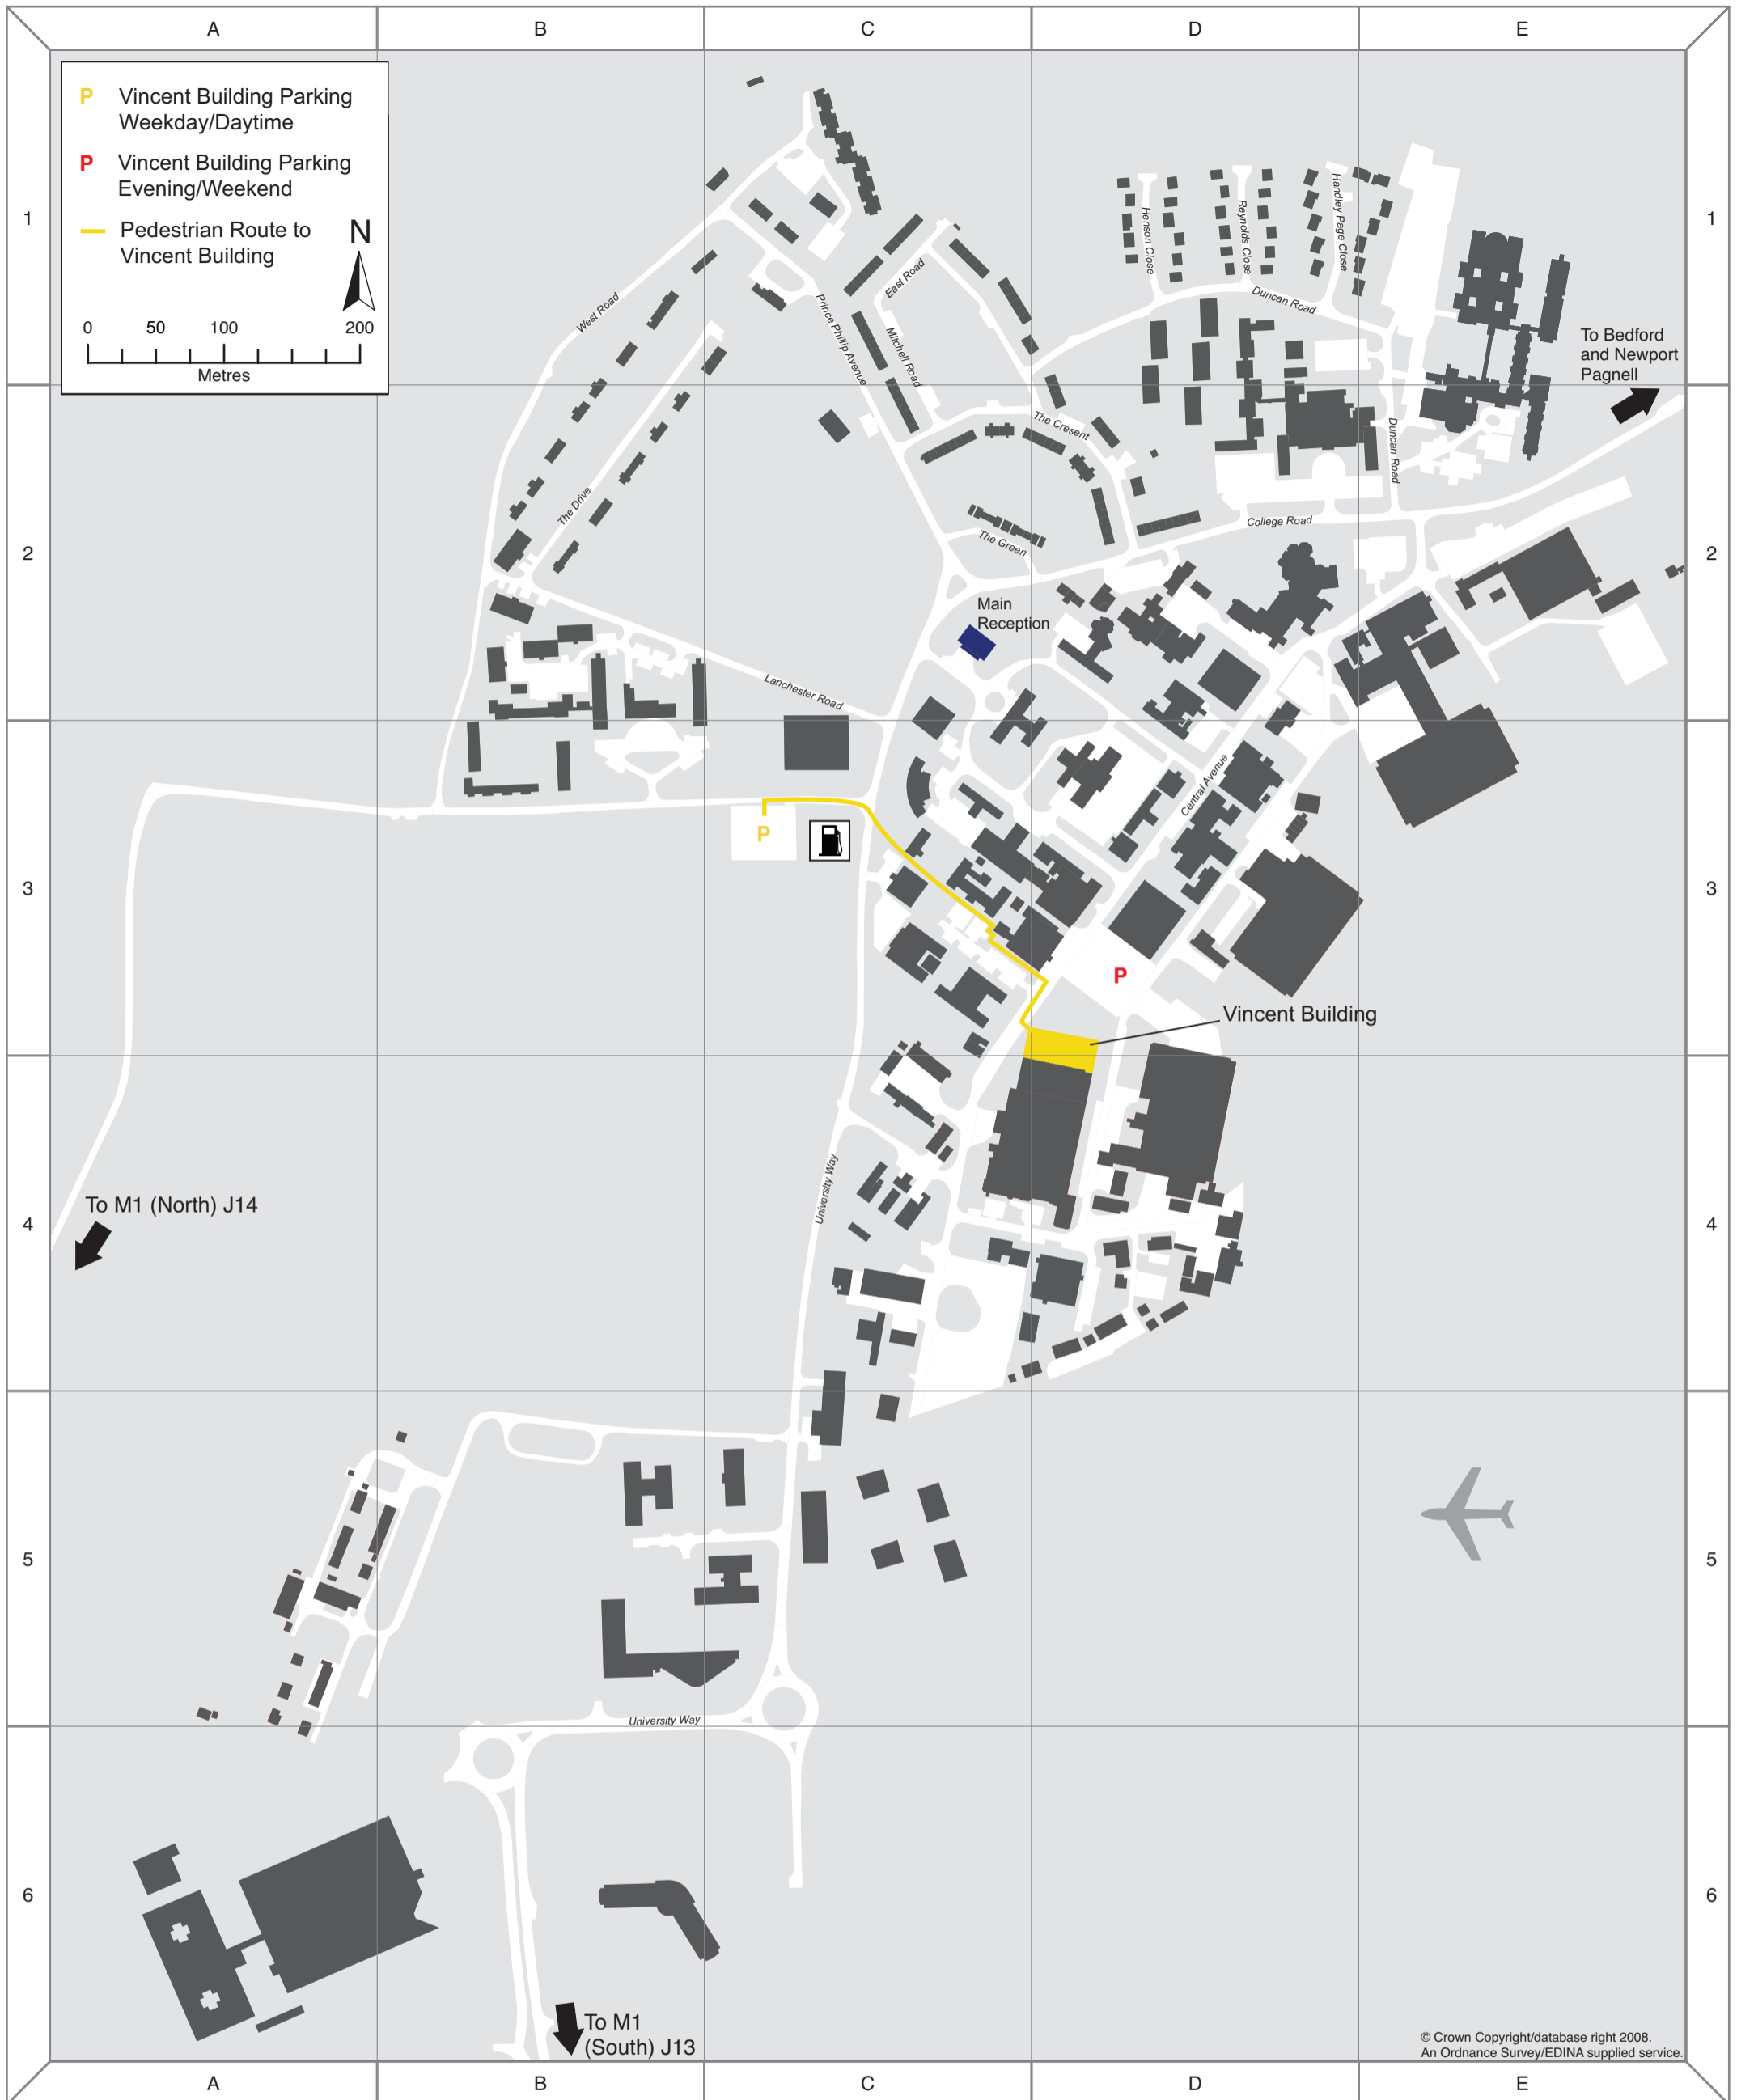 A B C D E
P Vincent Building Parking
Weekday/Daytime
P Vincent Building Parking
Evening/Weekend
Pedestrian Route to
Vincent Building
N
0 50 100 200
Metres
1
1
Henson Close
Reynolds Close
Handley Page Close
Duncan Road
West Road
East Road
Prince Phillip Avenue
Mitchell Road
To Bedford
and Newport
Pagnell
The Cresent
Duncan Road
The Drive
College Road
The Green
2
2
Main
Reception
Lanchester Road
Central Avenue
P
3
3
P
Vincent Building
University Way
To M1 (North) J14
4
4
5
5
University Way
6
6
To M1
(South) J13
© Crown Copyright/database right 2008.
An Ordnance Survey/EDINA supplied service.
A B C D E